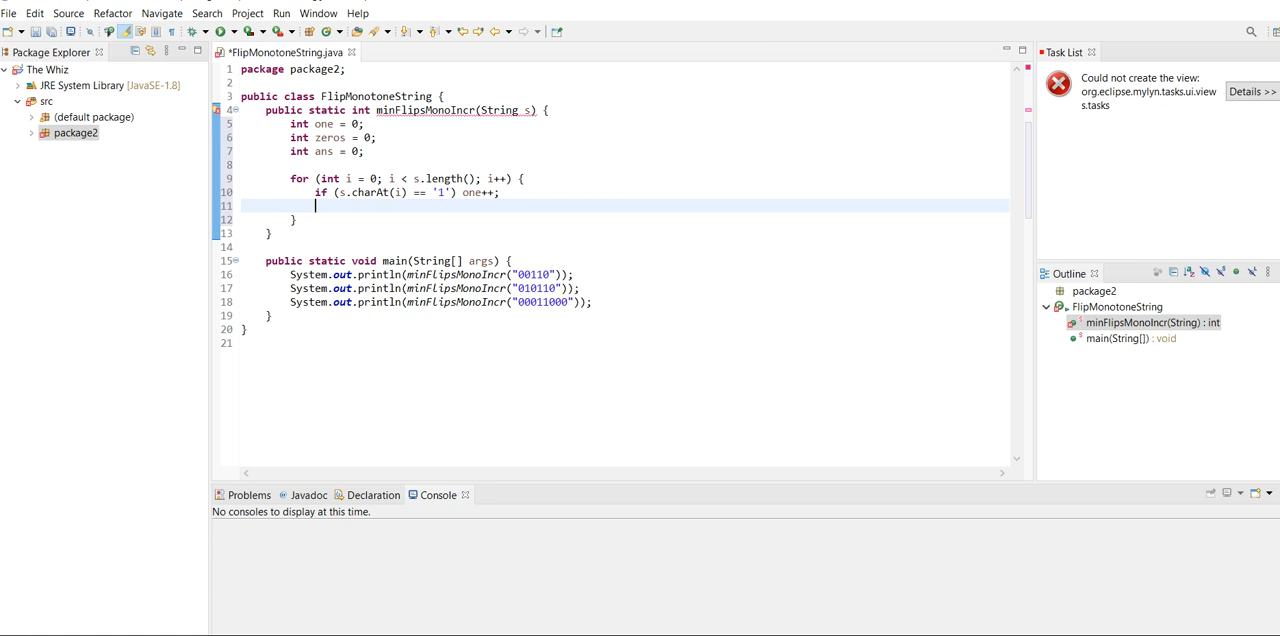 File Edit Source Refactor Navigate Search Project Run Window Help
Package Explorer
The Whiz
JRE System Library [JavaSE-1.8]
src
(default package)
package2
*FlipMonotoneString.java
1 package package2;
2
3 public class FlipMonotoneString {
4 public static int minFlipsMonoIncr(String s) {
5 int one = 0;
6 int zeros = 0;
7 int ans = 0;
8
9 for (int i = 0; i < s.length(); i++) {
10 if (s.charAt(i) == '1') one++;
11
12 }
13 }
14
15 public static void main(String[] args) {
16 System.out.println(minFlipsMonoIncr("00110"));
17 System.out.println(minFlipsMonoIncr("010110"));
18 System.out.println(minFlipsMonoIncr("00011000"));
19 }
20 }
21
Task List
Could not create the view:
org.eclipse.mylyn.tasks.ui.view
s.tasks
Details >>
Outline
package2
FlipMonotoneString
minFlipsMonoIncr(String) : int
main(String[]) : void
Problems Javadoc Declaration Console
No consoles to display at this time.